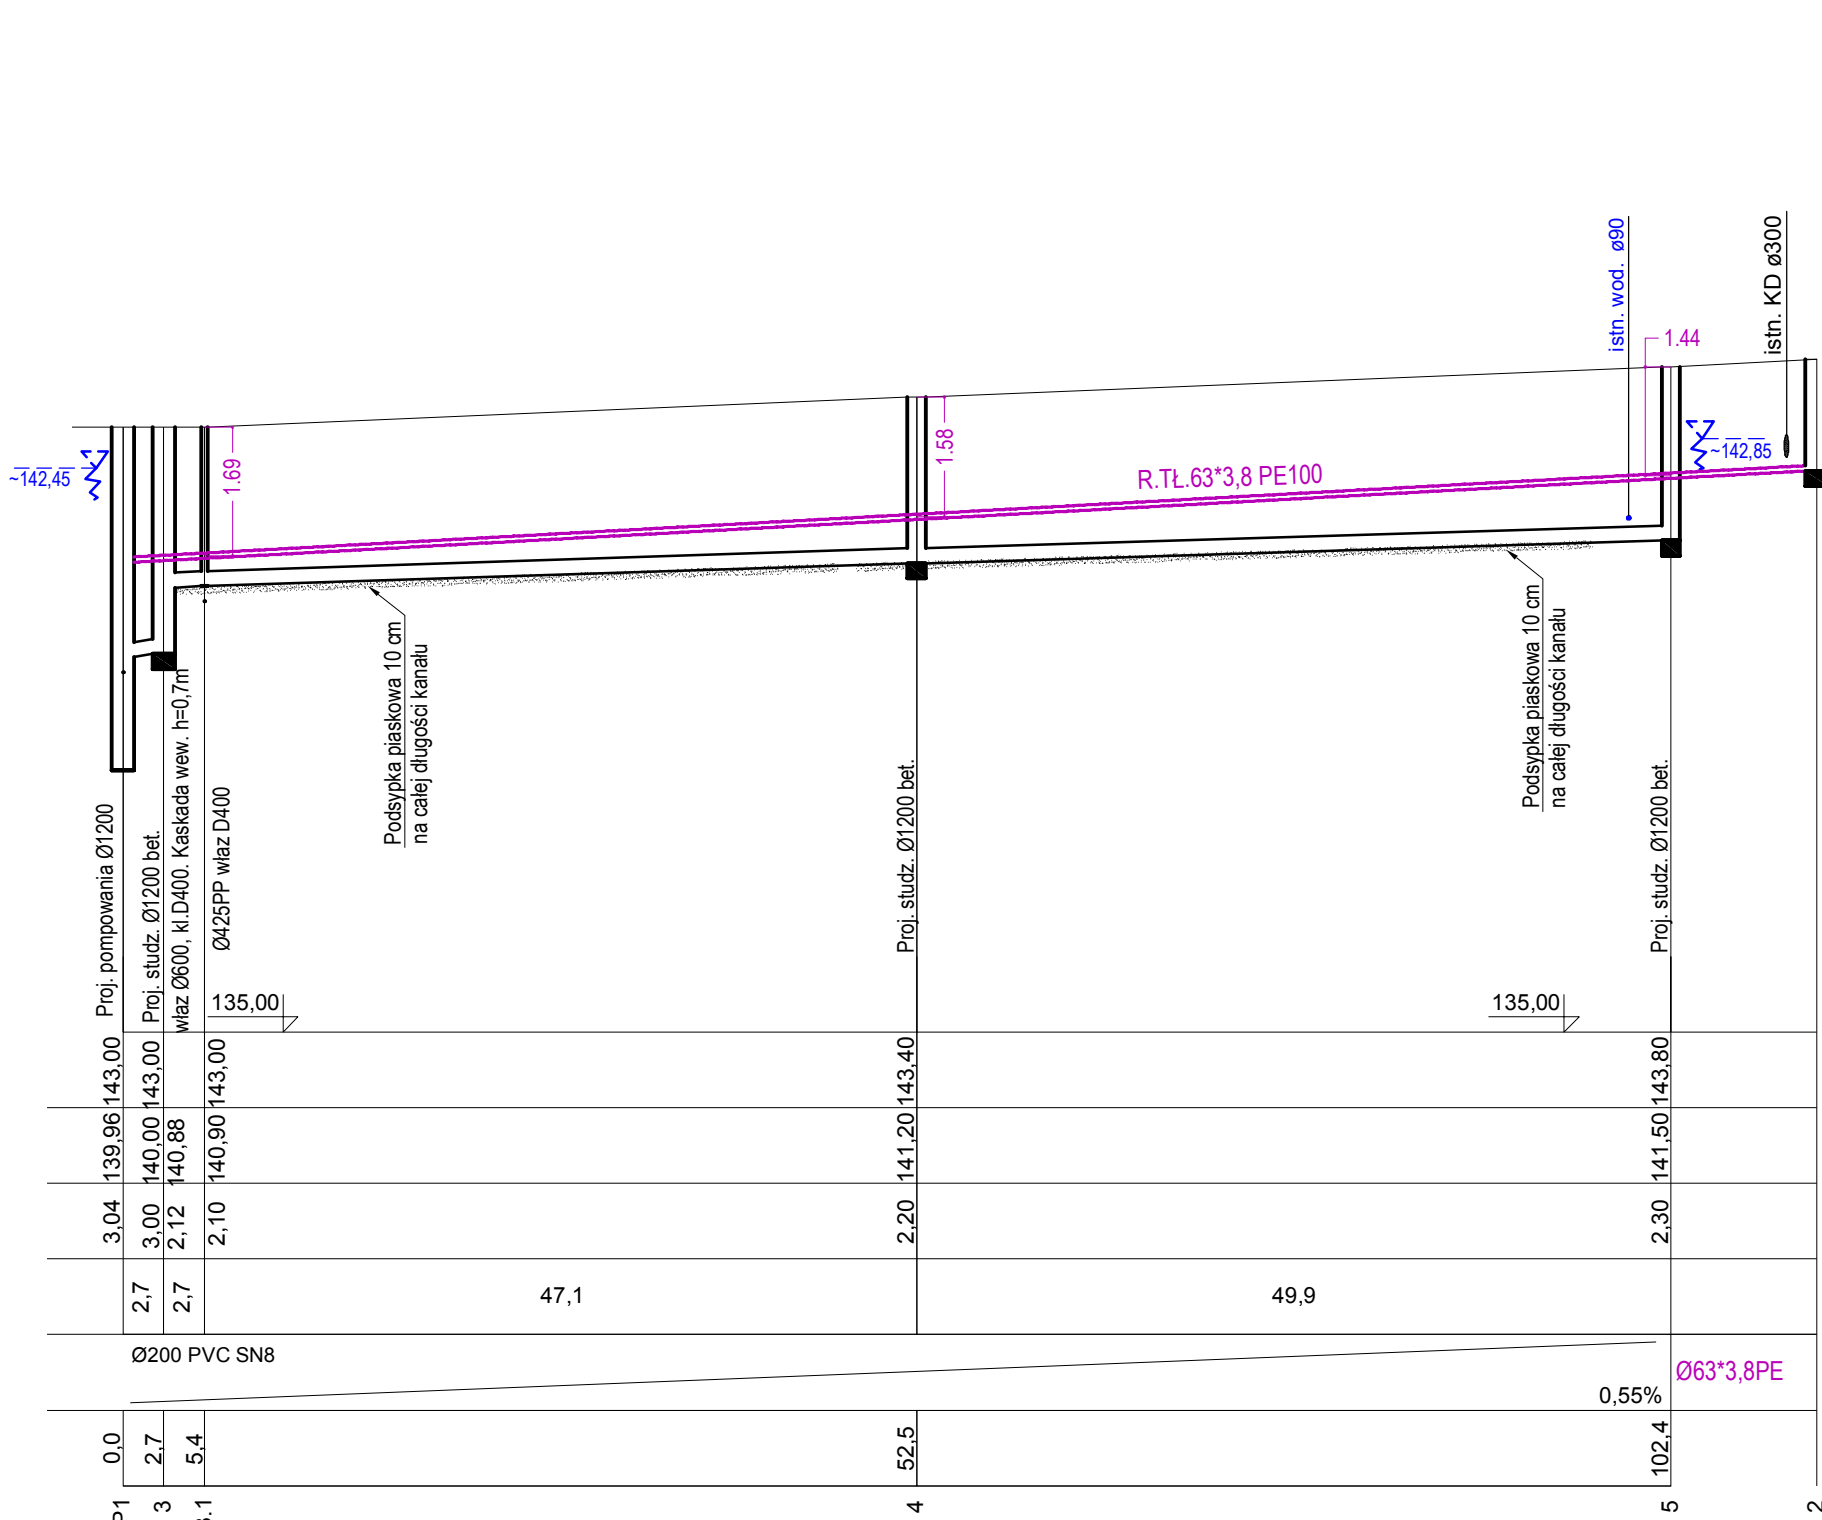 istn. wod. ø90
istn. KD ø300
1.44
~142,45
1.69
1.58
R.TŁ.63*3,8 PE100
~142,85
Podsypka piaskowa 10 cm
na całej długości kanału
Podsypka piaskowa 10 cm
na całej długości kanału
Proj. pompowania Ø1200
Proj. studz. Ø1200 bet.
właz Ø600, kl.D400. Kaskada wew. h=0,7m
Ø425PP właz D400
Proj. studz. Ø1200 bet.
Proj. studz. Ø1200 bet.
135,00
135,00
143,00
143,00
143,00
143,40
143,80
139,96
140,00
140,88
140,90
141,20
141,50
3,04
3,00
2,12
2,10
2,20
2,30
2,7
2,7
47,1
49,9
Ø200 PVC SN8
0,55%
Ø63*3,8PE
0,0
2,7
5,4
52,5
102,4
P1
3
4
5
2